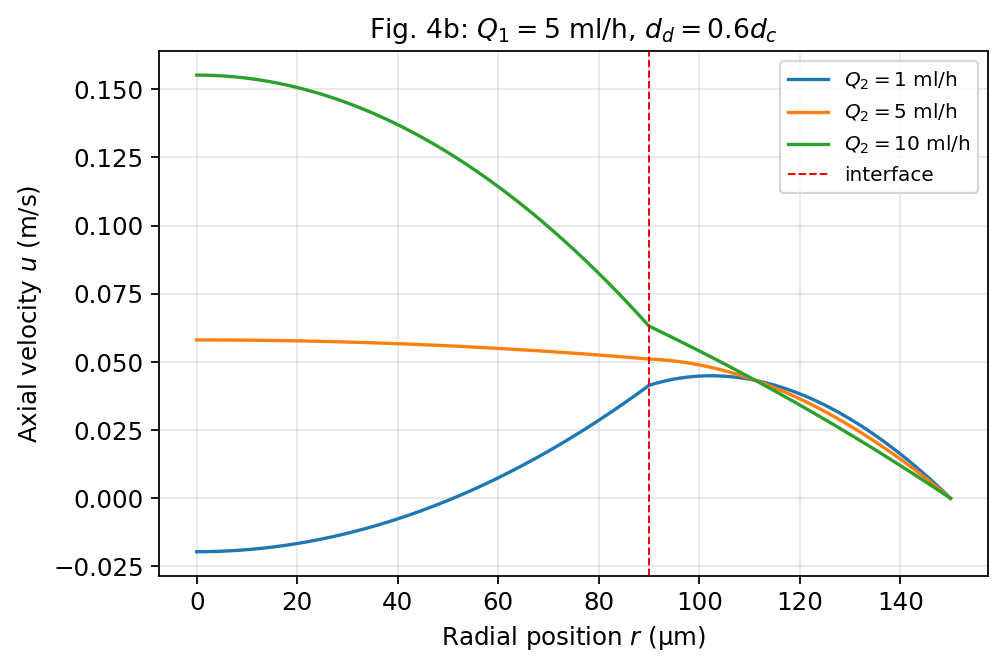 Fig. 4b: Q₁ = 5 ml/h, d_d = 0.6d_c
Q₂ = 1 ml/h
Q₂ = 5 ml/h
Q₂ = 10 ml/h
interface
Axial velocity u (m/s)
0.150
0.125
0.100
0.075
0.050
0.025
0.000
−0.025
0 20 40 60 80 100 120 140
Radial position r (μm)